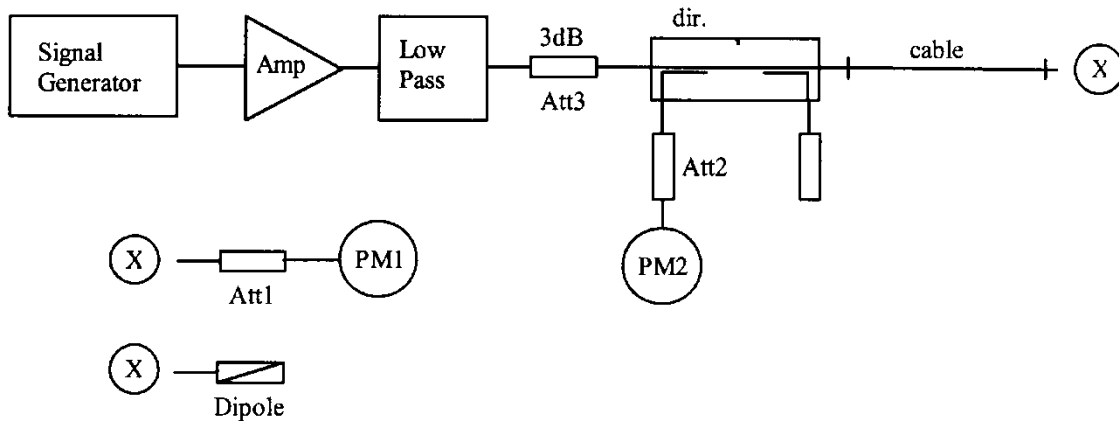 Signal
Generator
Amp
Low
Pass
3dB
Att3
dir.
cable
X
Att2
PM2
X
Att1
PM1
X
Dipole